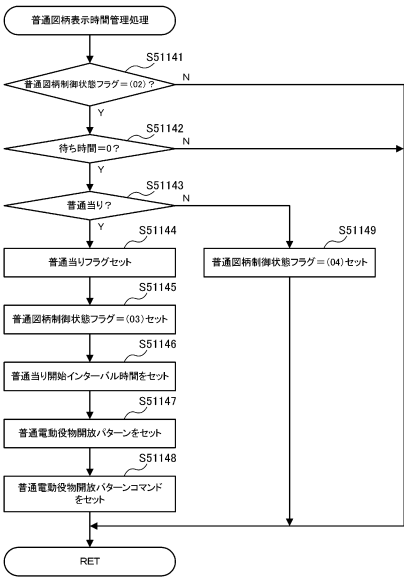 普通図柄表示時間管理処理
S51141
普通図柄制御状態フラグ=(02)?
N
Y
S51142
待ち時間=0?
N
Y
S51143
普通当り?
N
Y
S51144
普通当りフラグセット
S51149
普通図柄制御状態フラグ=(04)セット
S51145
普通図柄制御状態フラグ=(03)セット
S51146
普通当り開始インターバル時間をセット
S51147
普通電動役物開放パターンをセット
S51148
普通電動役物開放パターンコマンド
をセット
RET